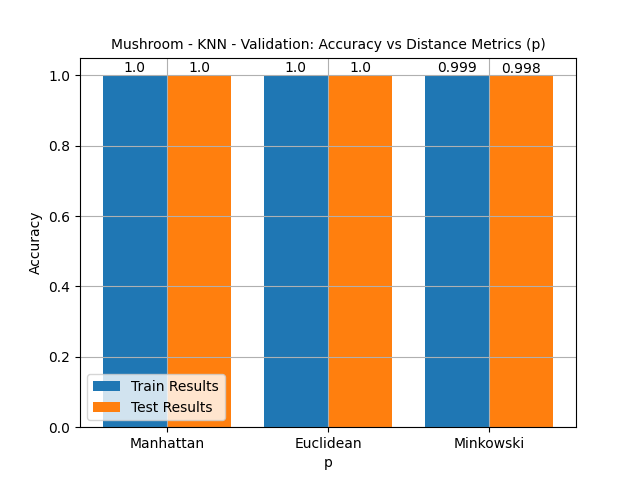 Mushroom - KNN - Validation: Accuracy vs Distance Metrics (p)
1.0 1.0 1.0 1.0 0.999 0.998
1.0
0.8
0.6
0.4
0.2
0.0
Accuracy
Train Results
Test Results
Manhattan Euclidean Minkowski
p